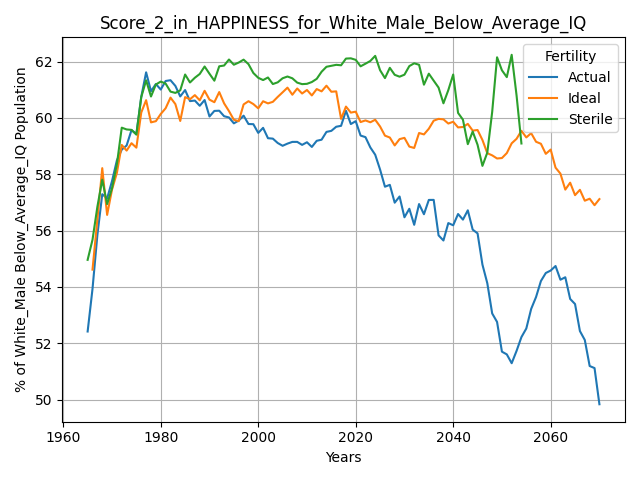 Score_2_in_HAPPINESS_for_White_Male_Below_Average_IQ
% of White_Male Below_Average_IQ Population
62
60
58
56
54
52
50
1960
1980
2000
2020
2040
2060
Years
Fertility
Actual
Ideal
Sterile